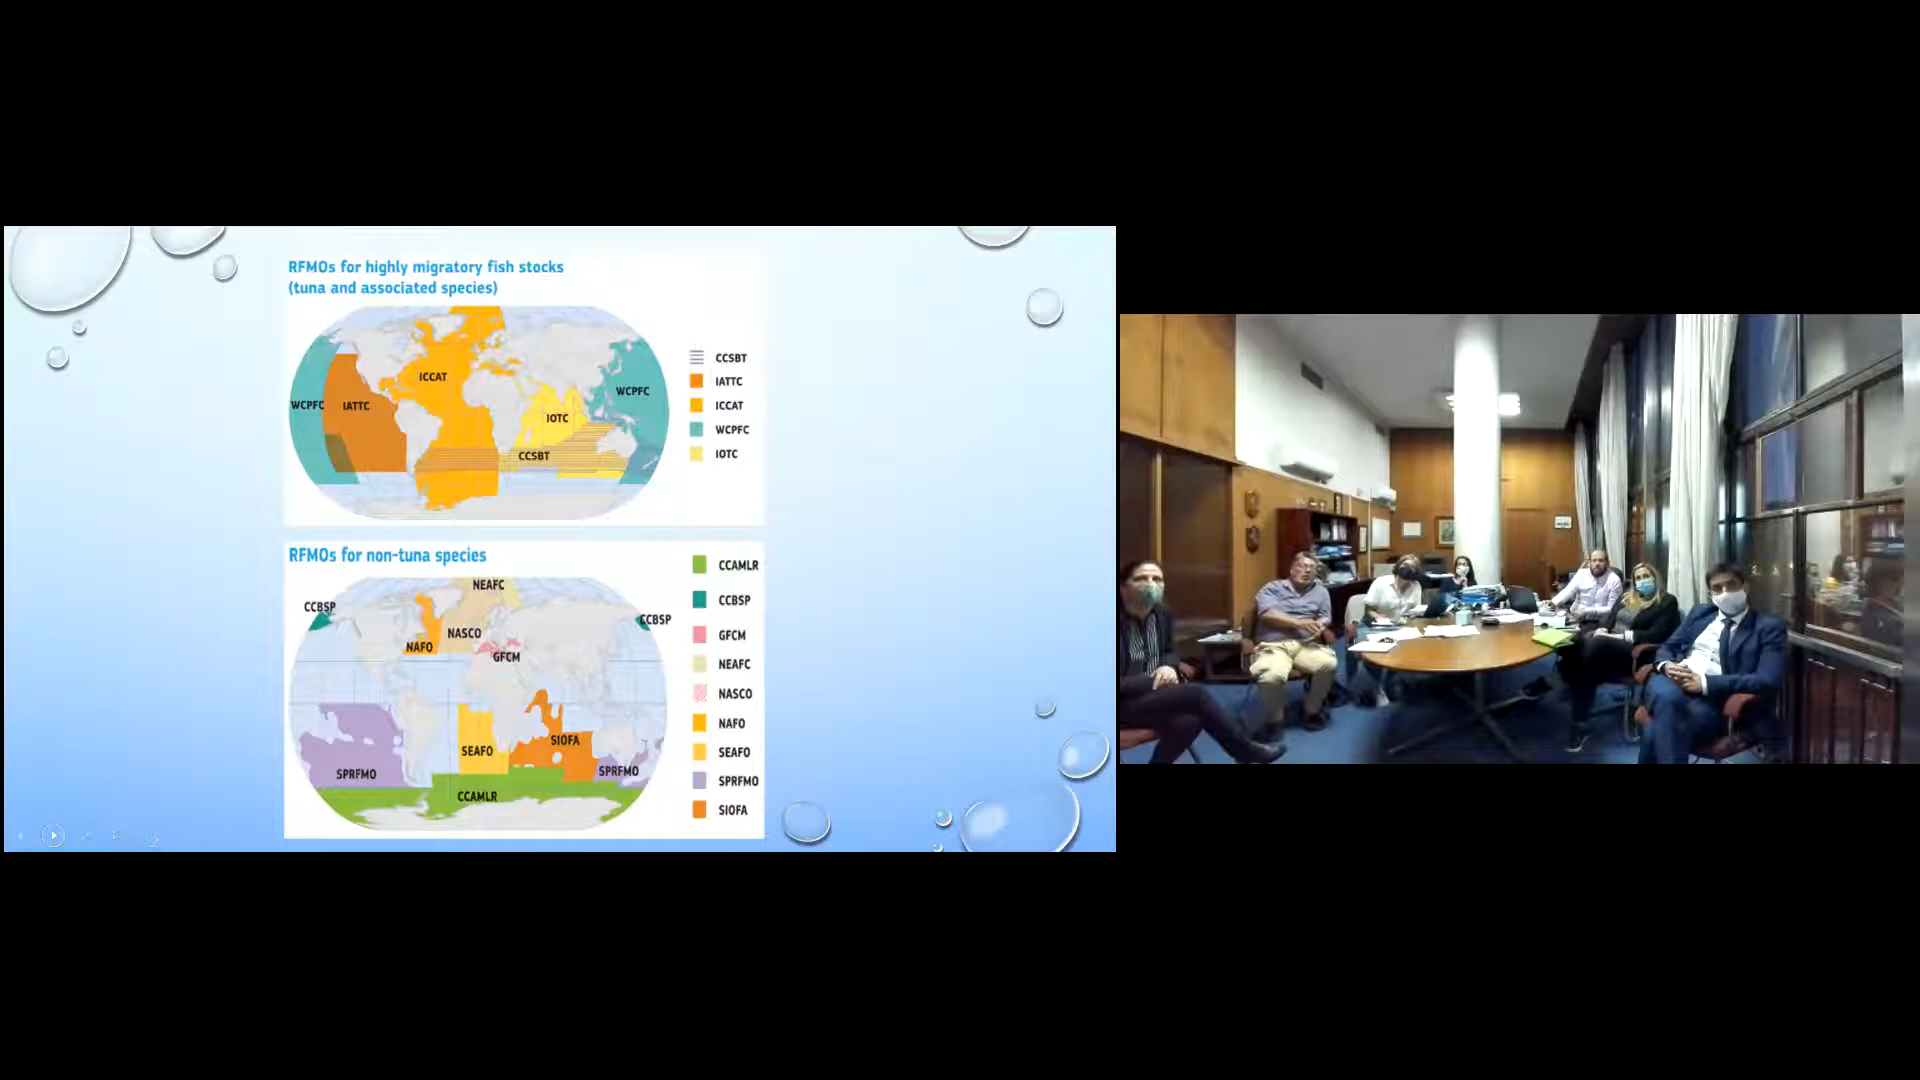 RFMOs for highly migratory fish stocks
(tuna and associated species)
ICCAT
WCPFC
WCPFC
IATTC
IOTC
CCSBT
CCSBT
IATTC
ICCAT
WCPFC
IOTC
RFMOs for non-tuna species
NEAFC
CCBSP
CCBSP
NASCO
NAFO
GFCM
SEAFO
SIOFA
SPRFMO
SPRFMO
CCAMLR
CCAMLR
CCBSP
GFCM
NEAFC
NASCO
NAFO
SEAFO
SPRFMO
SIOFA